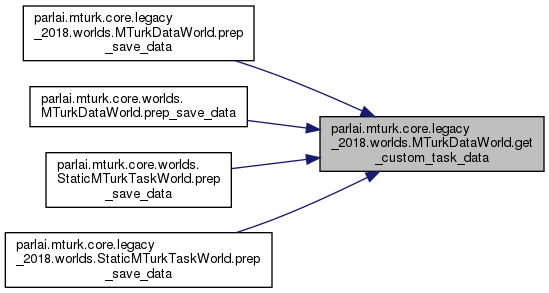 parlai.mturk.core.legacy
_2018.worlds.MTurkDataWorld.prep
_save_data
parlai.mturk.core.worlds.
MTurkDataWorld.prep_save_data
parlai.mturk.core.legacy
_2018.worlds.MTurkDataWorld.get
_custom_task_data
parlai.mturk.core.worlds.
StaticMTurkTaskWorld.prep
_save_data
parlai.mturk.core.legacy
_2018.worlds.StaticMTurkTaskWorld.prep
_save_data